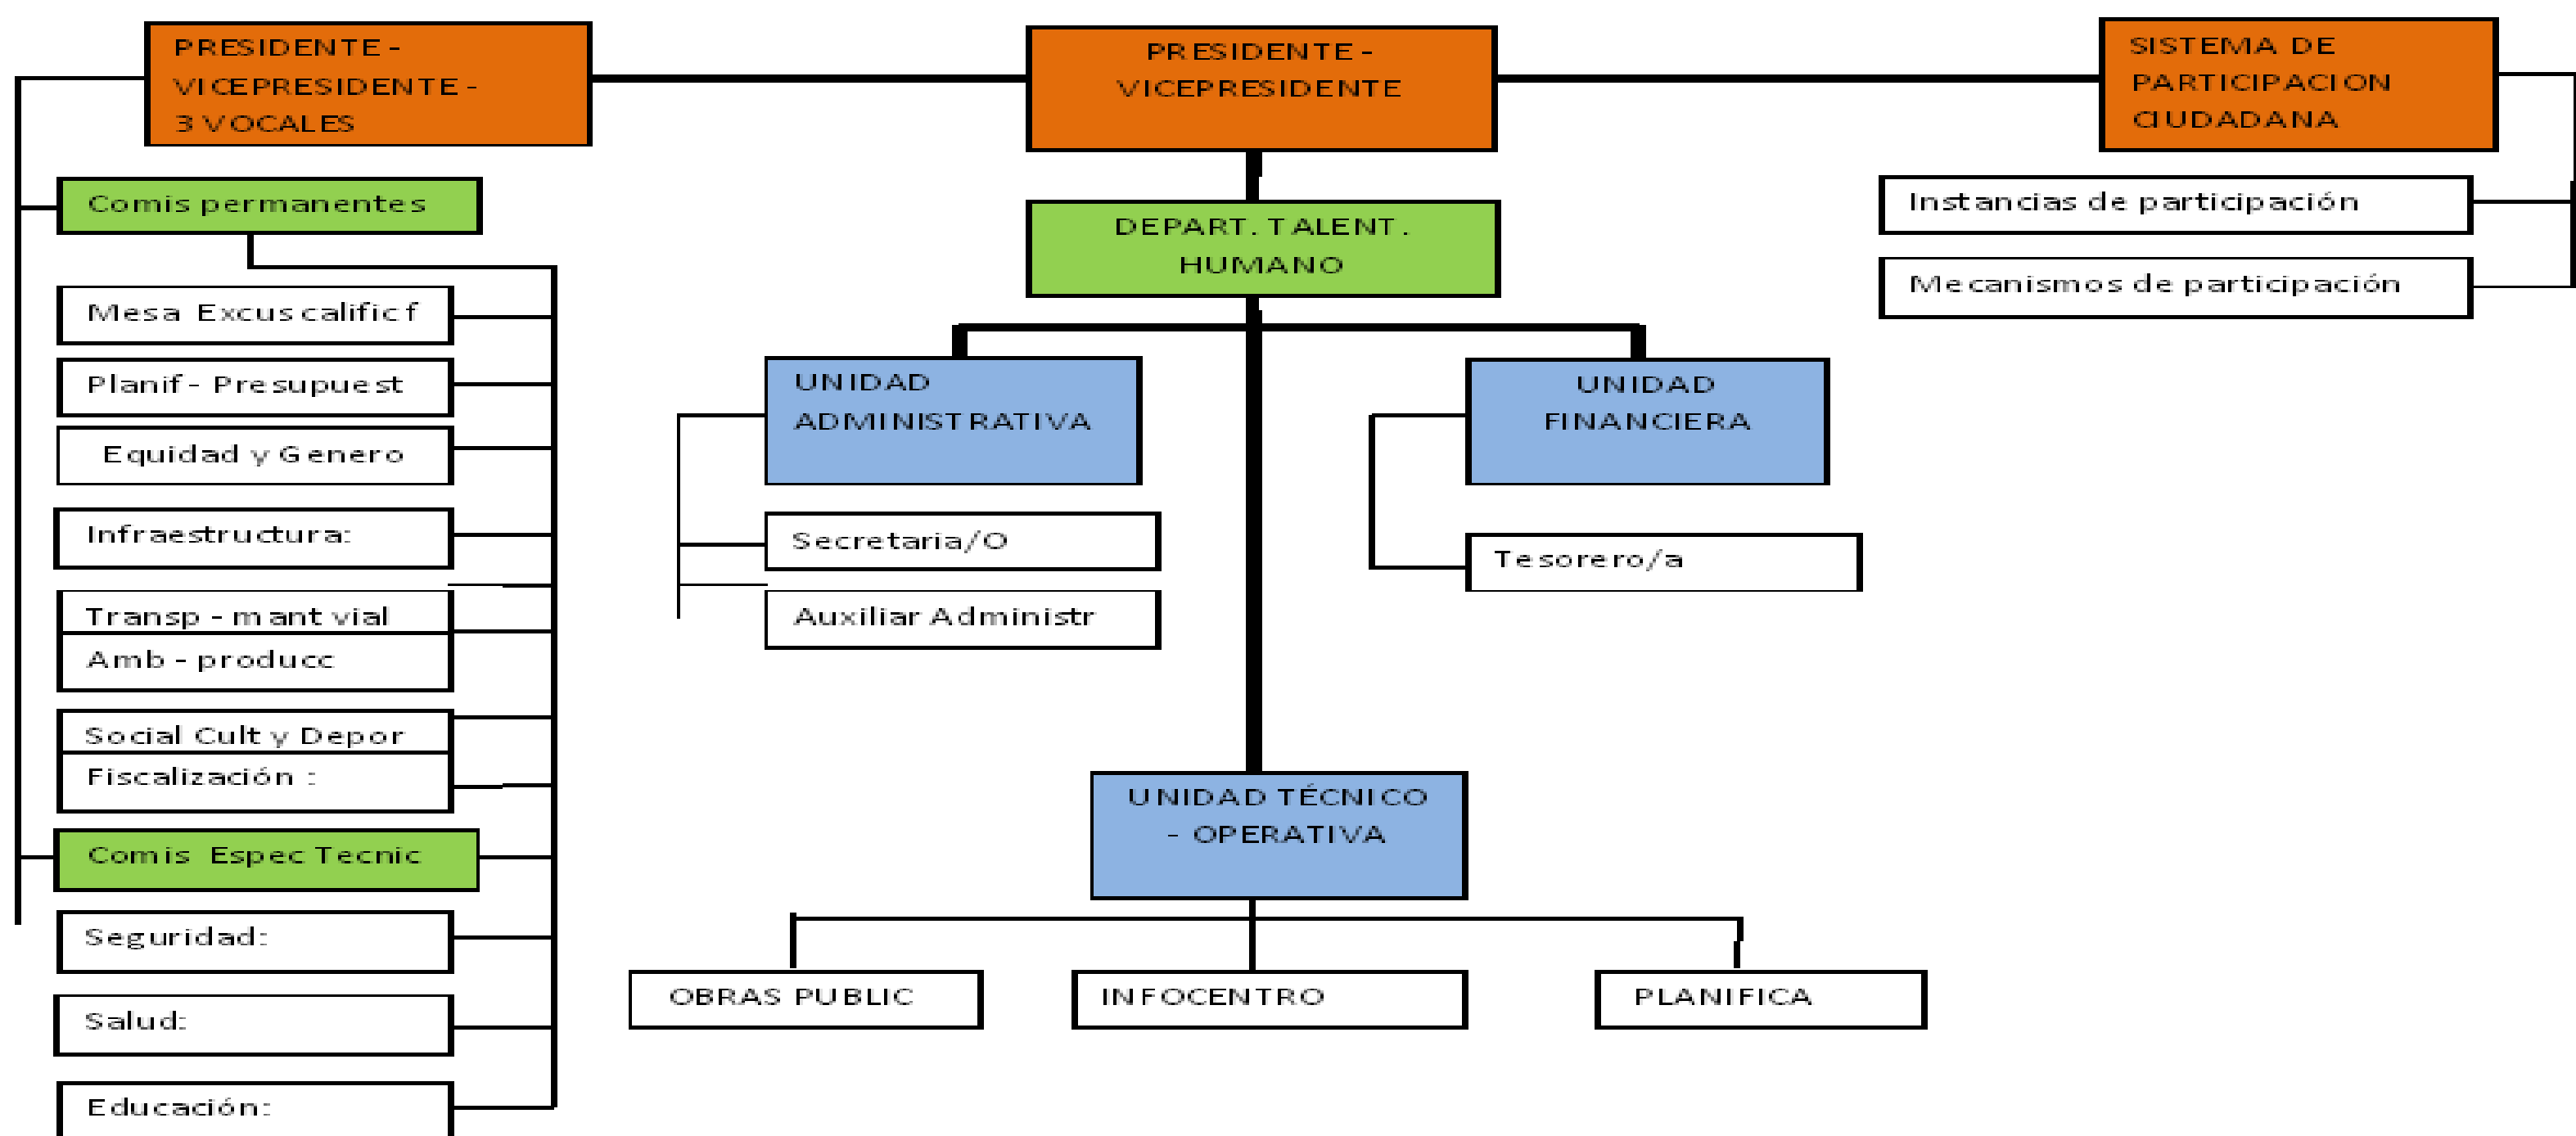 PRESIDENTE -
VICEPRESIDENTE -
3 VOCALES
PRESIDENTE -
VICEPRESIDENTE
SISTEMA DE
PARTICIPACION
CIUDADANA
Comis permanentes
Mesa Excus calific f
Planif - Presupuest
Equidad y Genero
Infraestructura:
Transp - mant vial
Amb - producc
Social Cult y Depor
Fiscalización :
Comis Espec Tecnic
Seguridad:
Salud:
Educación:
DEPART. TALENT.
HUMANO
UNIDAD
ADMINISTRATIVA
Secretaria/O
Auxiliar Administr
UNIDAD
FINANCIERA
Tesorero/a
UNIDAD TÉCNICO
- OPERATIVA
OBRAS PUBLIC
INFOCENTRO
PLANIFICA
Instancias de participación
Mecanismos de participación